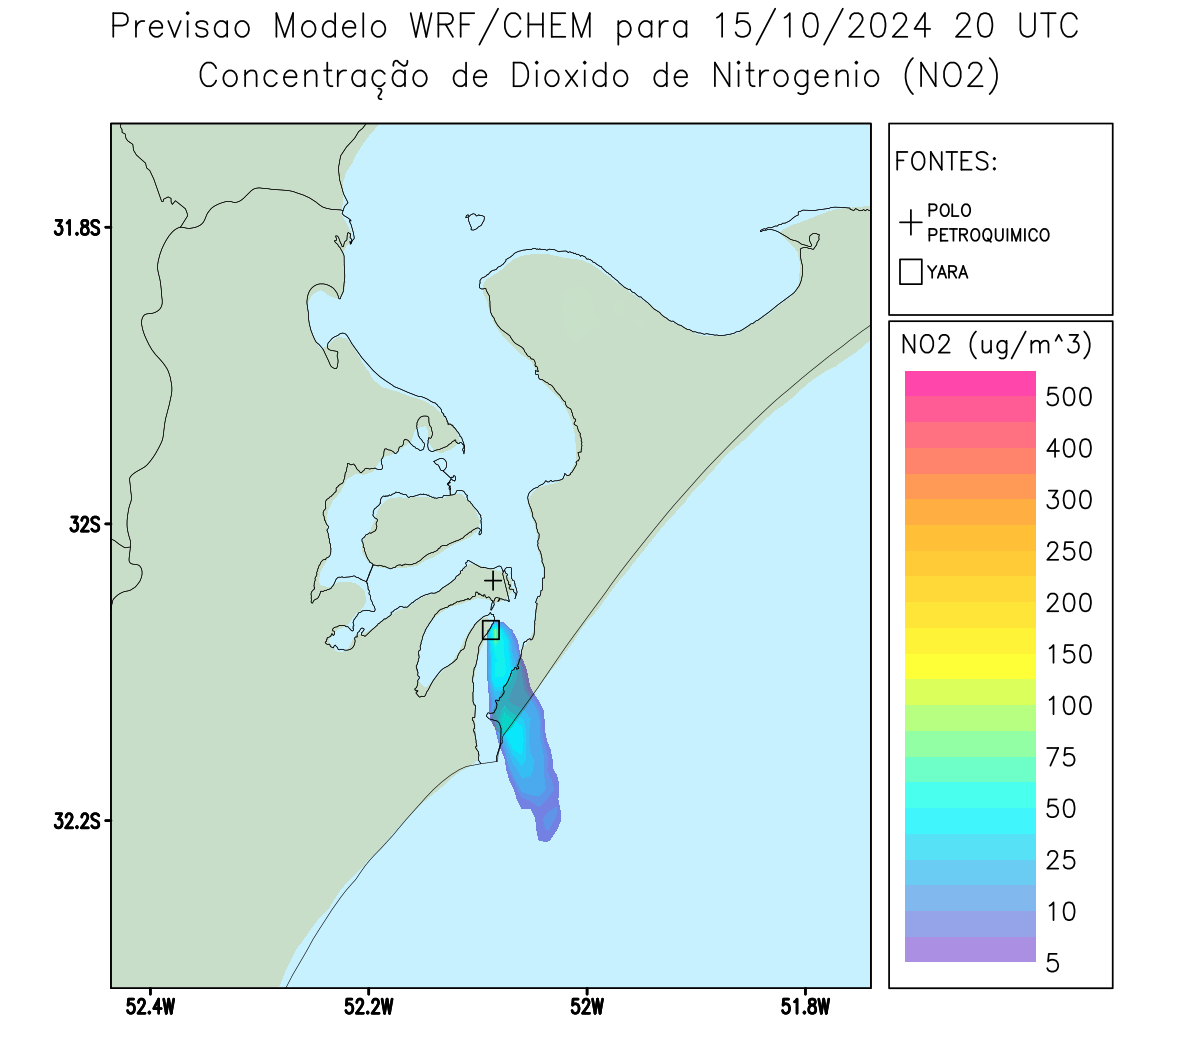 Previsao Modelo WRF/CHEM para 15/10/2024 20 UTC
Concentração de Dioxido de Nitrogenio (NO2)
FONTES:
POLO
PETROQUIMICO
YARA
NO2 (ug/m^3)
500
400
300
250
200
150
100
75
50
25
10
5
31.8S
32S
32.2S
52.4W
52.2W
52W
51.8W